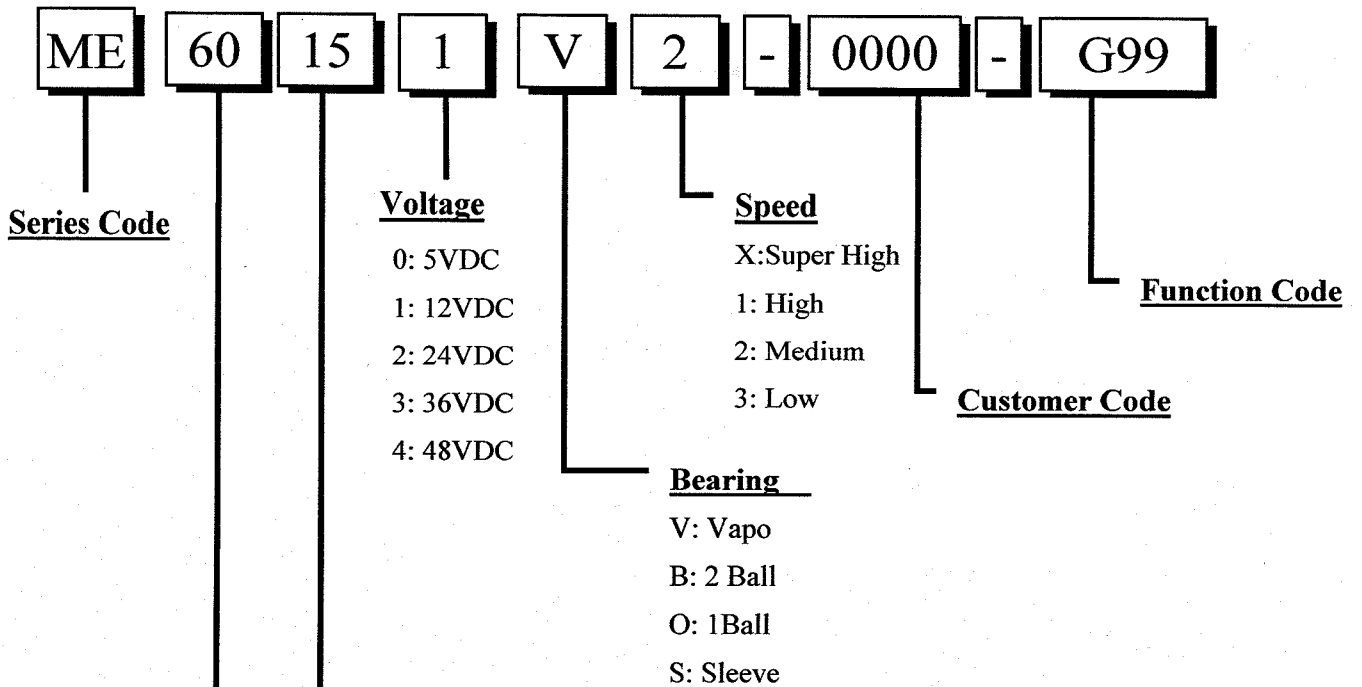 ME 60 15 1 V 2 - 0000 - G99
Series Code
Voltage
0: 5VDC
1: 12VDC
2: 24VDC
3: 36VDC
4: 48VDC
Speed
X:Super High
1: High
2: Medium
3: Low
Function Code
Customer Code
Bearing
V: Vapo
B: 2 Ball
O: 1Ball
S: Sleeve